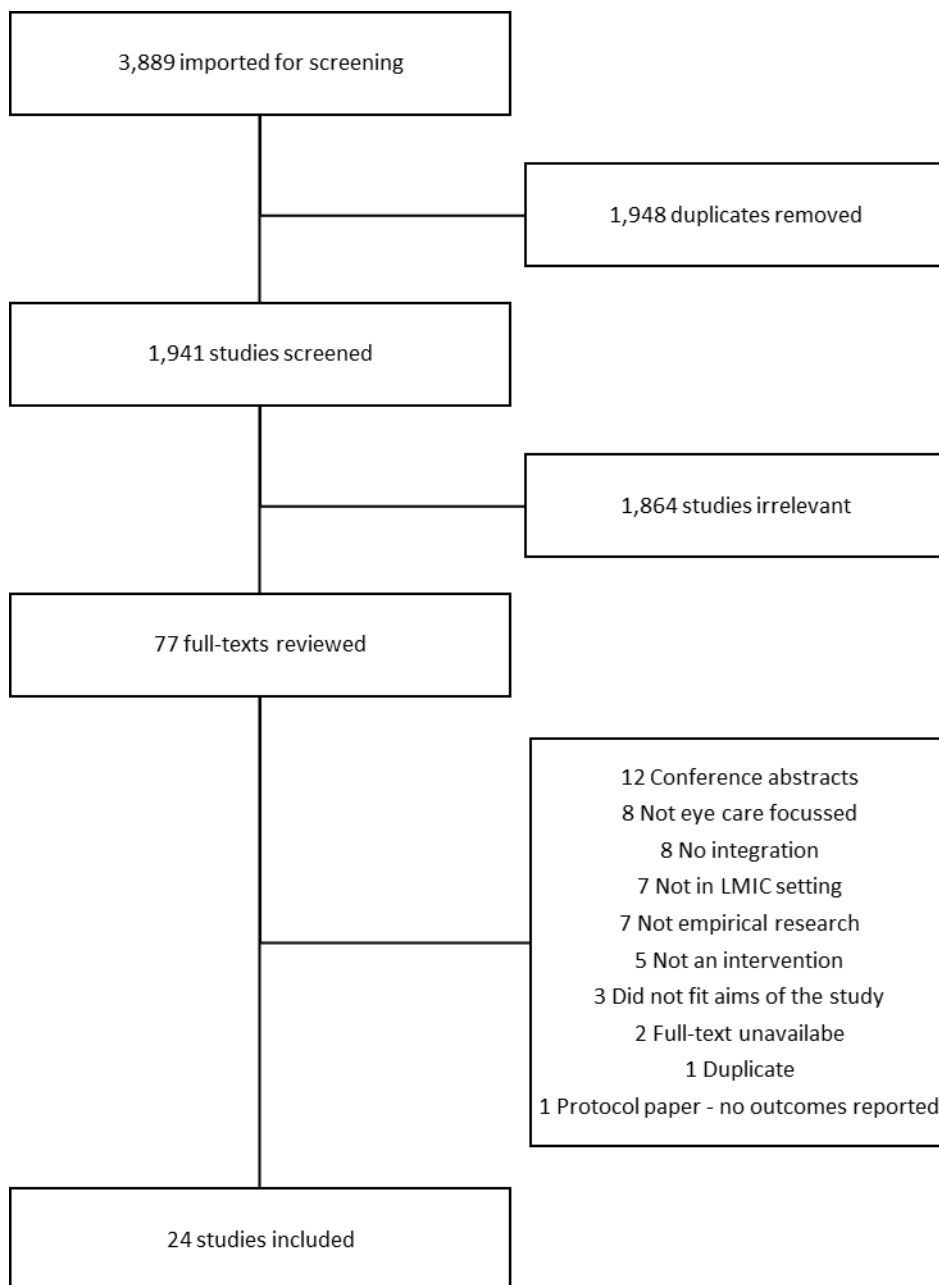 3,889 imported for screening
1,948 duplicates removed
1,941 studies screened
1,864 studies irrelevant
77 full-texts reviewed
12 Conference abstracts
8 Not eye care focussed
8 No integration
7 Not in LMIC setting
7 Not empirical research
5 Not an intervention
3 Did not fit aims of the study
2 Full-text unavailabe
1 Duplicate
1 Protocol paper - no outcomes reported
24 studies included